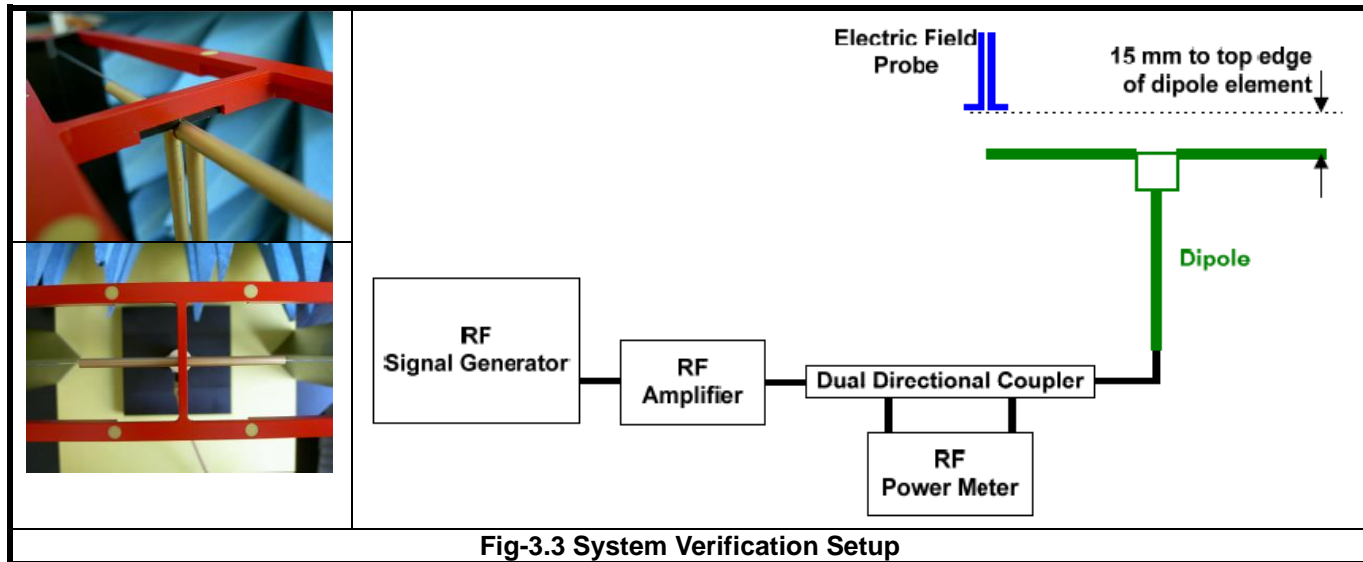 Electric Field
Probe
15 mm to top edge
of dipole element
Dipole
RF
Signal Generator
RF
Amplifier
Dual Directional Coupler
RF
Power Meter
Fig-3.3 System Verification Setup